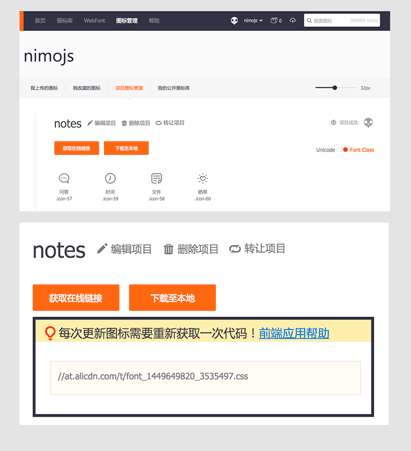 首页 图标库 WebFont 图标管理 帮助 nimojs 0 搜索图标
nimojs
我上传的图标 我收藏的图标 项目图标管理 我的公开图标库 32px
notes 编辑项目 删除项目 转让项目 项目成员:
获取在线链接 下载至本地 Unicode Font Class
问答 时间 文件 晒单
.icon-57 .icon-59 .icon-58 .icon-60
notes 编辑项目 删除项目 转让项目
获取在线链接 下载至本地
每次更新图标需要重新获取一次代码！前端应用帮助
//at.alicdn.com/t/font_1449649820_3535497.css